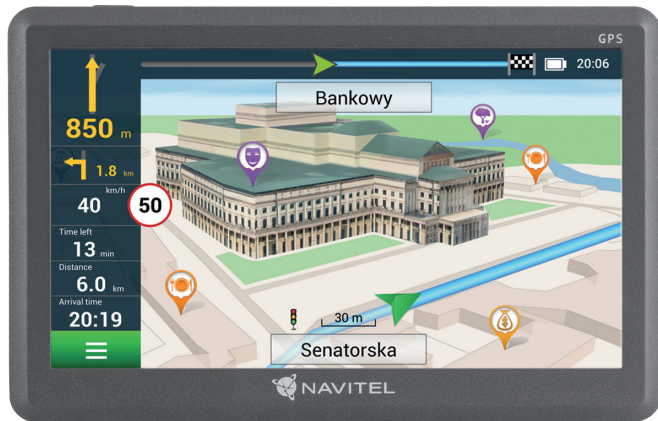 GPS
20:06
Bankowy
850 m
1.8 km
km/h
40
50
Time left
13 min
Distance
6.0 km
Arrival time
20:19
30 m
Senatorska
NAVITEL